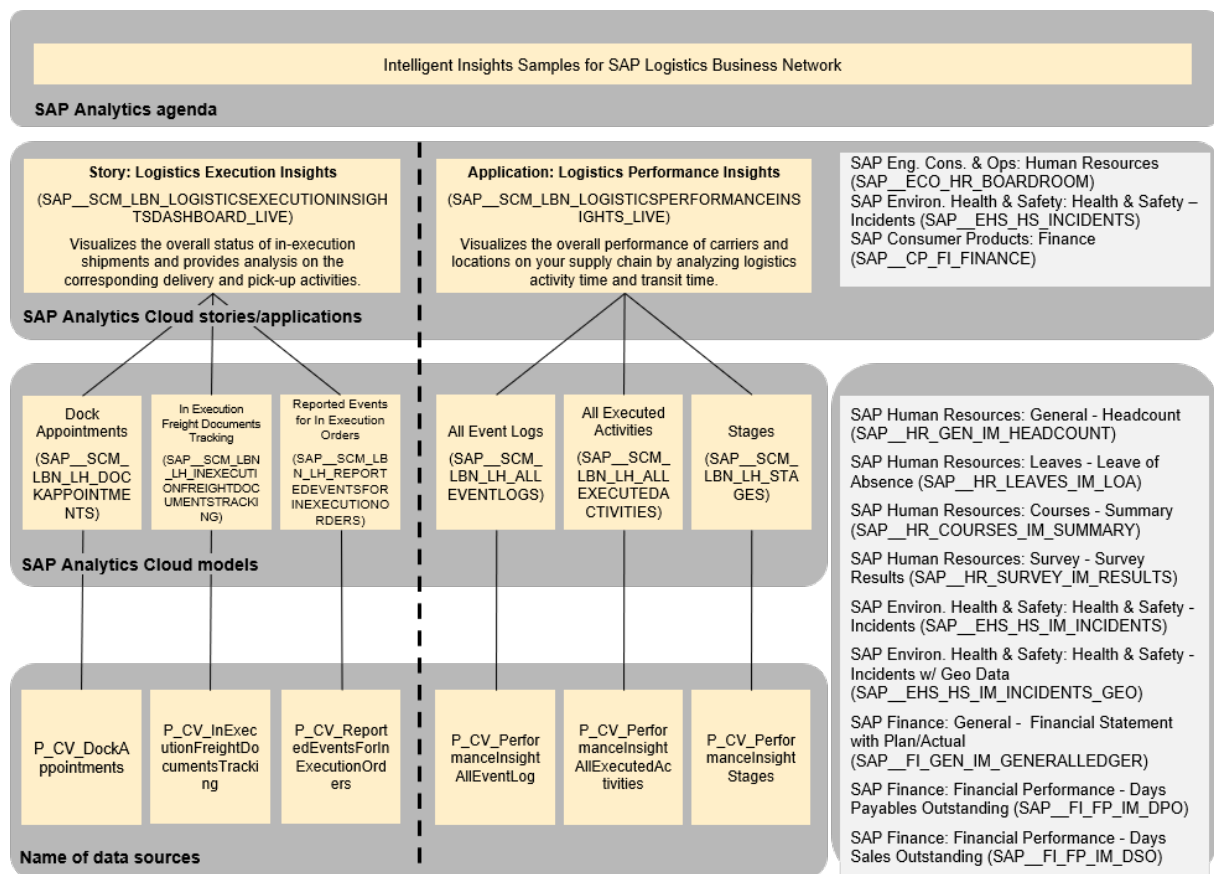 Intelligent Insights Samples for SAP Logistics Business Network
SAP Analytics agenda
Story: Logistics Execution Insights
(SAP__SCM_LBN_LOGISTICSEXECUTIONINSIGH
TSDASHBOARD_LIVE)
Visualizes the overall status of in-execution
shipments and provides analysis on the
corresponding delivery and pick-up activities.
Application: Logistics Performance Insights
(SAP__SCM_LBN_LOGISTICSPERFORMANCEINS
IGHTS_LIVE)
Visualizes the overall performance of carriers and
locations on your supply chain by analyzing logistics
activity time and transit time.
SAP Eng. Cons. & Ops: Human Resources
(SAP__ECO_HR_BOARDROOM)
SAP Environ. Health & Safety: Health & Safety –
Incidents (SAP__EHS_HS_INCIDENTS)
SAP Consumer Products: Finance
(SAP__CP_FI_FINANCE)
SAP Analytics Cloud stories/applications
Dock
Appointments
(SAP__SCM_
LBN_LH_DOC
KAPPOINTME
NTS)
In Execution
Freight Documents
Tracking
(SAP__SCM_LBN
_LH_INEXECUTI
ONFREIGHTDOC
UMENTSTRACKI
NG)
Reported Events
for In Execution
Orders
(SAP__SCM_LB
N_LH_REPORT
EDEVENTSFOR
INEXECUTIONO
RDERS)
All Event Logs
(SAP__SCM_
LBN_LH_ALL
EVENTLOGS)
All Executed
Activities
(SAP__SCM_
LBN_LH_ALL
EXECUTEDA
CTIVITIES)
Stages
(SAP__SCM_
LBN_LH_STA
GES)
SAP Analytics Cloud models
P_CV_DockA
ppointments
P_CV_InExec
utionFreightDo
cumentsTracki
ng
P_CV_Report
edEventsForIn
ExecutionOrd
ers
P_CV_Perfor
manceInsight
AllEventLog
P_CV_Perfor
manceInsight
AllExecutedAc
tivities
P_CV_Perfor
manceInsight
Stages
Name of data sources
SAP Human Resources: General - Headcount
(SAP__HR_GEN_IM_HEADCOUNT)
SAP Human Resources: Leaves - Leave of
Absence (SAP__HR_LEAVES_IM_LOA)
SAP Human Resources: Courses - Summary
(SAP__HR_COURSES_IM_SUMMARY)
SAP Human Resources: Survey - Survey
Results (SAP__HR_SURVEY_IM_RESULTS)
SAP Environ. Health & Safety: Health & Safety -
Incidents (SAP__EHS_HS_IM_INCIDENTS)
SAP Environ. Health & Safety: Health & Safety -
Incidents w/ Geo Data
(SAP__EHS_HS_IM_INCIDENTS_GEO)
SAP Finance: General - Financial Statement
with Plan/Actual
(SAP__FI_GEN_IM_GENERALLEDGER)
SAP Finance: Financial Performance - Days
Payables Outstanding (SAP__FI_FP_IM_DPO)
SAP Finance: Financial Performance - Days
Sales Outstanding (SAP__FI_FP_IM_DSO)